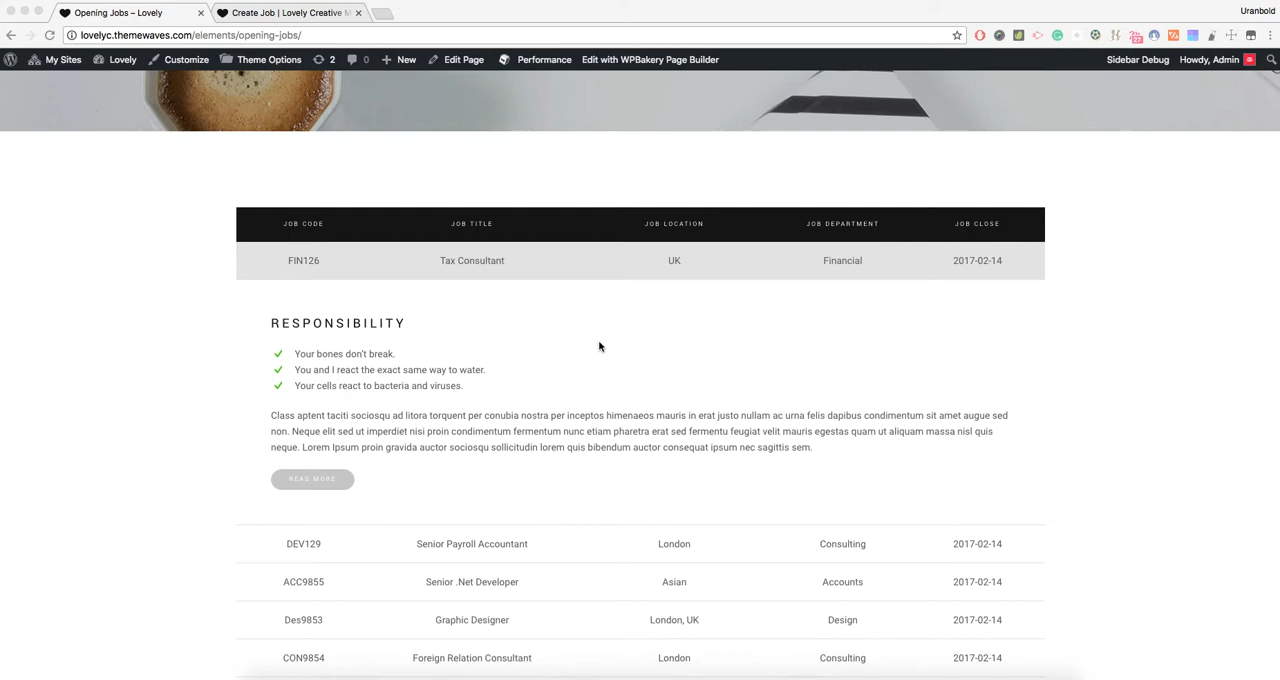 Opening Jobs – Lovely
Create Job | Lovely Creative M
Uranbold
lovelyc.themewaves.com/elements/opening-jobs/
My Sites Lovely Customize Theme Options 2 0 New Edit Page Performance Edit with WPBakery Page Builder Sidebar Debug Howdy, Admin
JOB CODE JOB TITLE JOB LOCATION JOB DEPARTMENT JOB CLOSE
FIN126 Tax Consultant UK Financial 2017-02-14
RESPONSIBILITY
Your bones don't break.
You and I react the exact same way to water.
Your cells react to bacteria and viruses.
Class aptent taciti sociosqu ad litora torquent per conubia nostra per inceptos himenaeos mauris in erat justo nullam ac urna felis dapibus condimentum sit amet augue sed
non. Neque elit sed ut imperdiet nisi proin condimentum fermentum nunc etiam pharetra erat sed fermentu feugiat velit mauris egestas quam ut aliquam massa nisl quis
neque. Lorem Ipsum proin gravida auctor sociosqu sollicitudin lorem quis bibendum auctor consequat ipsum nec sagittis sem.
READ MORE
DEV129 Senior Payroll Accountant London Consulting 2017-02-14
ACC9855 Senior .Net Developer Asian Accounts 2017-02-14
Des9853 Graphic Designer London, UK Design 2017-02-14
CON9854 Foreign Relation Consultant London Consulting 2017-02-14